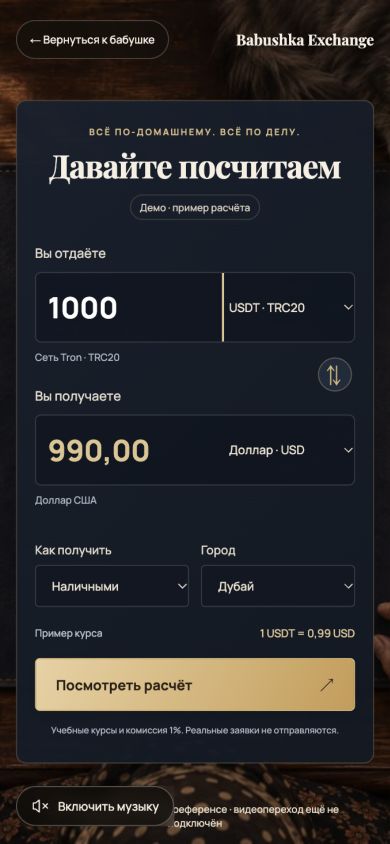 ← Вернуться к бабушке
Babushka Exchange
ВСЁ ПО-ДОМАШНЕМУ. ВСЁ ПО ДЕЛУ.
Давайте посчитаем
Демо · пример расчёта
Вы отдаёте
1000
USDT · TRC20
Сеть Tron · TRC20
Вы получаете
990,00
Доллар · USD
Доллар США
Как получить
Город
Наличными
Дубай
Пример курса
1 USDT = 0,99 USD
Посмотреть расчёт
Учебные курсы и комиссия 1%. Реальные заявки не отправляются.
Включить музыку
· видеопереход ещё не